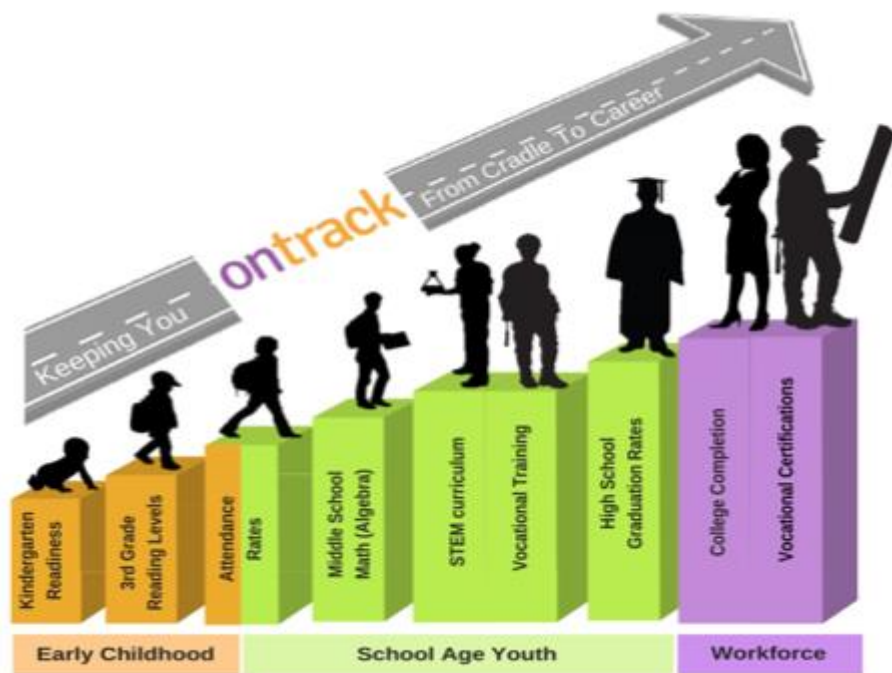 Keeping You
ontrack
From Cradle To Career
Kindergarten
Readiness
3rd Grade
Reading Levels
Attendance
Rates
Middle School
Math (Algebra)
STEM curriculum
Vocational Training
High School
Graduation Rates
College Completion
Vocational Certifications
Early Childhood
School Age Youth
Workforce